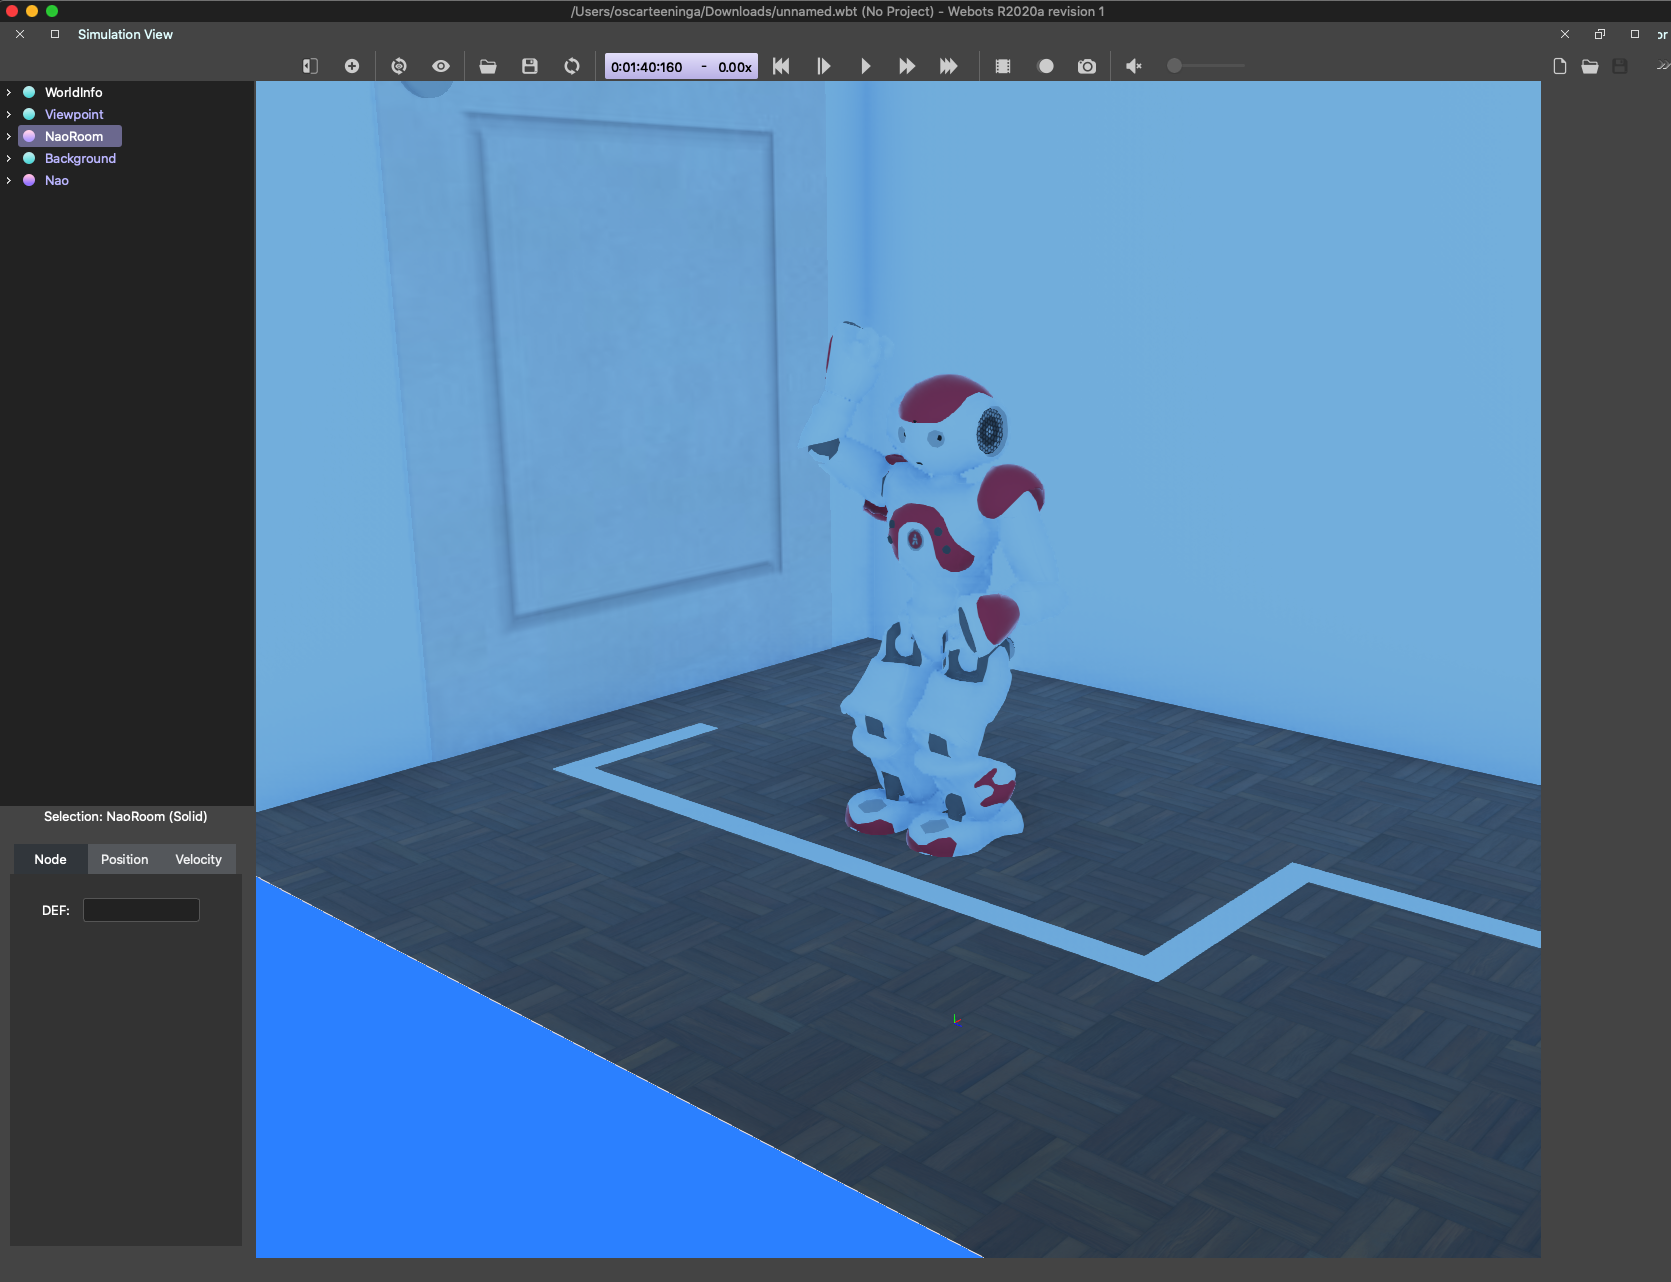 /Users/oscarteeninga/Downloads/unnamed.wbt (No Project) - Webots R2020a revision 1
Simulation View
or
0:01:40:160 - 0.00x
WorldInfo
Viewpoint
NaoRoom
Background
Nao
Selection: NaoRoom (Solid)
Node Position Velocity
DEF: